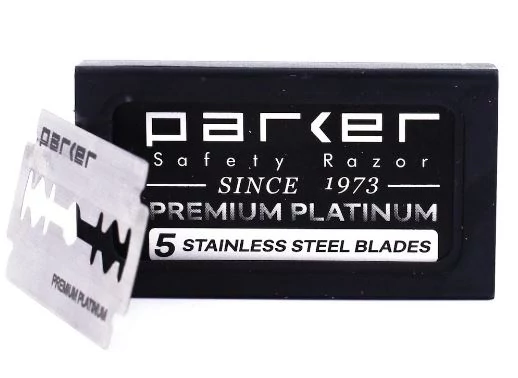 parker
Safety Razor
SINCE 1973
PREMIUM PLATINUM
5 STAINLESS STEEL BLADES
parker
PREMIUM PLATINUM